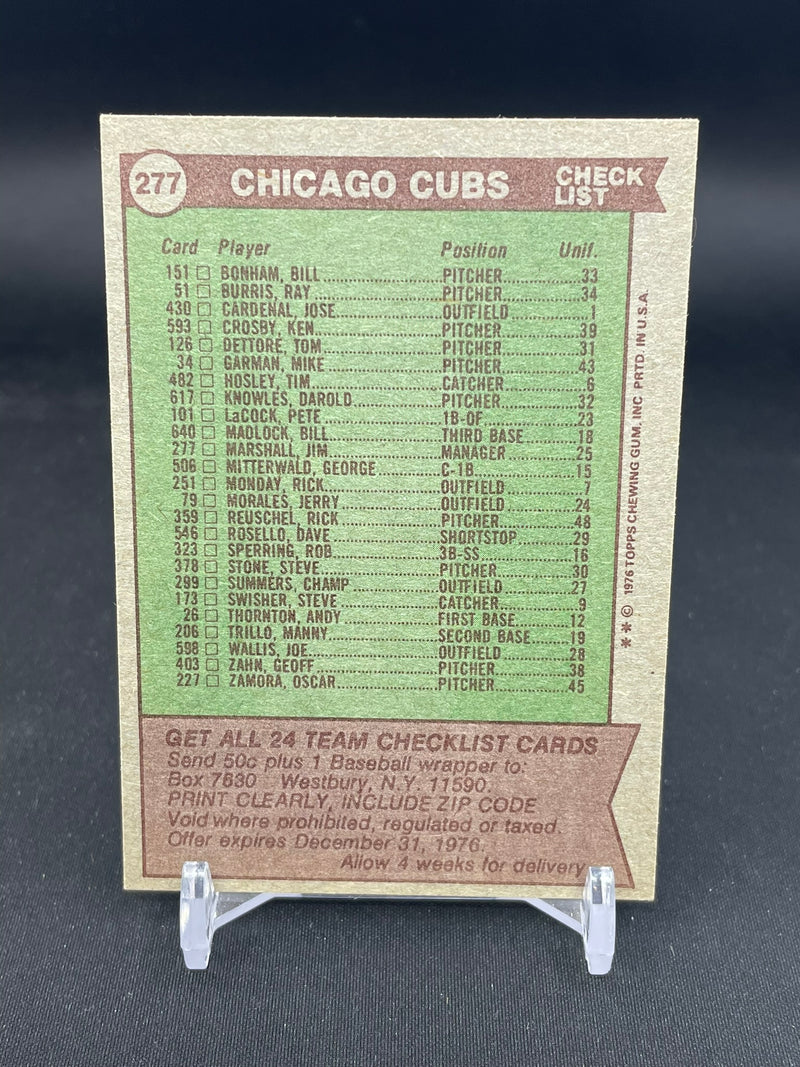 277 CHICAGO CUBS CHECK LIST
Card Player Position Unif.
151 BONHAM, BILL PITCHER 33
51 BURRIS, RAY PITCHER 34
430 CARDENAL, JOSE OUTFIELD 1
593 CROSBY, KEN PITCHER 39
126 DETTORE, TOM PITCHER 31
34 GARMAN, MIKE PITCHER 43
482 HOSLEY, TIM CATCHER 6
617 KNOWLES, DAROLD PITCHER 32
101 LaCOCK, PETE 1B-OF 23
640 MADLOCK, BILL THIRD BASE 18
277 MARSHALL, JIM MANAGER 25
506 MITTERWALD, GEORGE C-1B 15
251 MONDAY, RICK OUTFIELD 7
79 MORALES, JERRY OUTFIELD 24
359 REUSCHEL, RICK PITCHER 48
546 ROSELLO, DAVE SHORTSTOP 29
323 SPERRING, ROB 3B-SS 16
378 STONE, STEVE PITCHER 30
299 SUMMERS, CHAMP OUTFIELD 27
173 SWISHER, STEVE CATCHER 9
26 THORNTON, ANDY FIRST BASE 12
206 TRILLO, MANNY SECOND BASE 19
598 WALLIS, JOE OUTFIELD 28
403 ZAHN, GEOFF PITCHER 38
227 ZAMORA, OSCAR PITCHER 45
GET ALL 24 TEAM CHECKLIST CARDS
Send 50c plus 1 Baseball wrapper to:
Box 7630 Westbury, N.Y. 11590.
PRINT CLEARLY, INCLUDE ZIP CODE
Void where prohibited, regulated or taxed.
Offer expires December 31, 1976.
Allow 4 weeks for delivery
** © 1976 TOPPS CHEWING GUM, INC. PRTD. IN U.S.A.